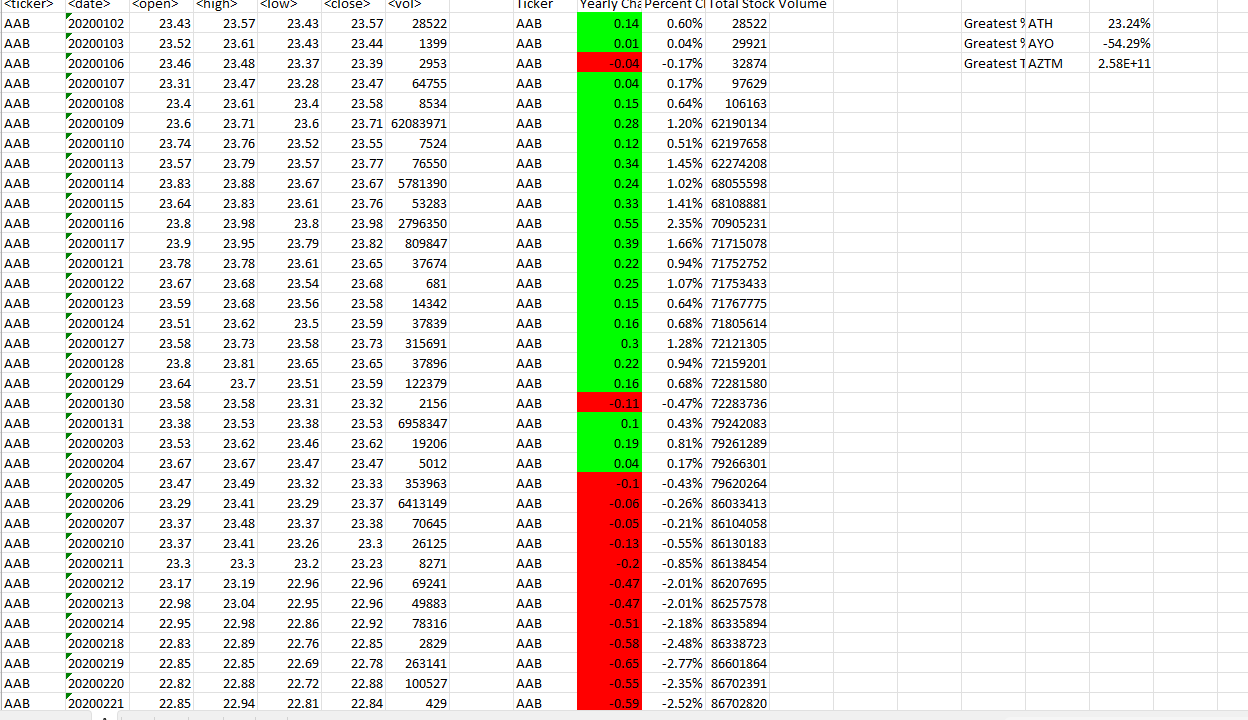 <ticker> <date> <open> <high> <low> <close> <vol> Ticker Yearly Cha Percent Cl Total Stock Volume
AAB 20200102 23.43 23.57 23.43 23.57 28522 AAB 0.14 0.60% 28522 Greatest % ATH 23.24%
AAB 20200103 23.52 23.61 23.43 23.44 1399 AAB 0.01 0.04% 29921 Greatest % AYO -54.29%
AAB 20200106 23.46 23.48 23.37 23.39 2953 AAB -0.04 -0.17% 32874 Greatest T AZTM 2.58E+11
AAB 20200107 23.31 23.47 23.28 23.47 64755 AAB 0.04 0.17% 97629
AAB 20200108 23.4 23.61 23.4 23.58 8534 AAB 0.15 0.64% 106163
AAB 20200109 23.6 23.71 23.6 23.71 62083971 AAB 0.28 1.20% 62190134
AAB 20200110 23.74 23.76 23.52 23.55 7524 AAB 0.12 0.51% 62197658
AAB 20200113 23.57 23.79 23.57 23.77 76550 AAB 0.34 1.45% 62274208
AAB 20200114 23.83 23.88 23.67 23.67 5781390 AAB 0.24 1.02% 68055598
AAB 20200115 23.64 23.83 23.61 23.76 53283 AAB 0.33 1.41% 68108881
AAB 20200116 23.8 23.98 23.8 23.98 2796350 AAB 0.55 2.35% 70905231
AAB 20200117 23.9 23.95 23.79 23.82 809847 AAB 0.39 1.66% 71715078
AAB 20200121 23.78 23.78 23.61 23.65 37674 AAB 0.22 0.94% 71752752
AAB 20200122 23.67 23.68 23.54 23.68 681 AAB 0.25 1.07% 71753433
AAB 20200123 23.59 23.68 23.56 23.58 14342 AAB 0.15 0.64% 71767775
AAB 20200124 23.51 23.62 23.5 23.59 37839 AAB 0.16 0.68% 71805614
AAB 20200127 23.58 23.73 23.58 23.73 315691 AAB 0.3 1.28% 72121305
AAB 20200128 23.8 23.81 23.65 23.65 37896 AAB 0.22 0.94% 72159201
AAB 20200129 23.64 23.7 23.51 23.59 122379 AAB 0.16 0.68% 72281580
AAB 20200130 23.58 23.58 23.31 23.32 2156 AAB -0.11 -0.47% 72283736
AAB 20200131 23.38 23.53 23.38 23.53 6958347 AAB 0.1 0.43% 79242083
AAB 20200203 23.53 23.62 23.46 23.62 19206 AAB 0.19 0.81% 79261289
AAB 20200204 23.67 23.67 23.47 23.47 5012 AAB 0.04 0.17% 79266301
AAB 20200205 23.47 23.49 23.32 23.33 353963 AAB -0.1 -0.43% 79620264
AAB 20200206 23.29 23.41 23.29 23.37 6413149 AAB -0.06 -0.26% 86033413
AAB 20200207 23.37 23.48 23.37 23.38 70645 AAB -0.05 -0.21% 86104058
AAB 20200210 23.37 23.41 23.26 23.3 26125 AAB -0.13 -0.55% 86130183
AAB 20200211 23.3 23.3 23.2 23.23 8271 AAB -0.2 -0.85% 86138454
AAB 20200212 23.17 23.19 22.96 22.96 69241 AAB -0.47 -2.01% 86207695
AAB 20200213 22.98 23.04 22.95 22.96 49883 AAB -0.47 -2.01% 86257578
AAB 20200214 22.95 22.98 22.86 22.92 78316 AAB -0.51 -2.18% 86335894
AAB 20200218 22.83 22.89 22.76 22.85 2829 AAB -0.58 -2.48% 86338723
AAB 20200219 22.85 22.85 22.69 22.78 263141 AAB -0.65 -2.77% 86601864
AAB 20200220 22.82 22.88 22.72 22.88 100527 AAB -0.55 -2.35% 86702391
AAB 20200221 22.85 22.94 22.81 22.84 429 AAB -0.59 -2.52% 86702820